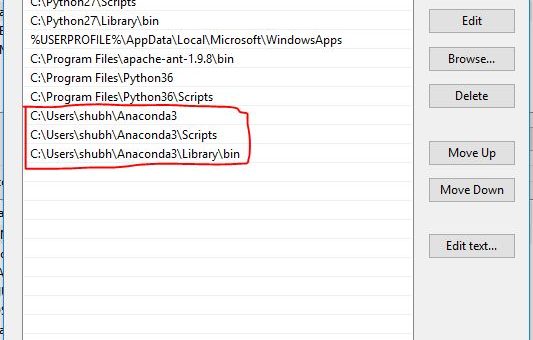 C:\Python27\Scripts
C:\Python27\Library\bin
%USERPROFILE%\AppData\Local\Microsoft\WindowsApps
C:\Program Files\apache-ant-1.9.8\bin
C:\Program Files\Python36
C:\Program Files\Python36\Scripts
C:\Users\shubh\Anaconda3
C:\Users\shubh\Anaconda3\Scripts
C:\Users\shubh\Anaconda3\Library\bin
Edit
Browse...
Delete
Move Up
Move Down
Edit text...